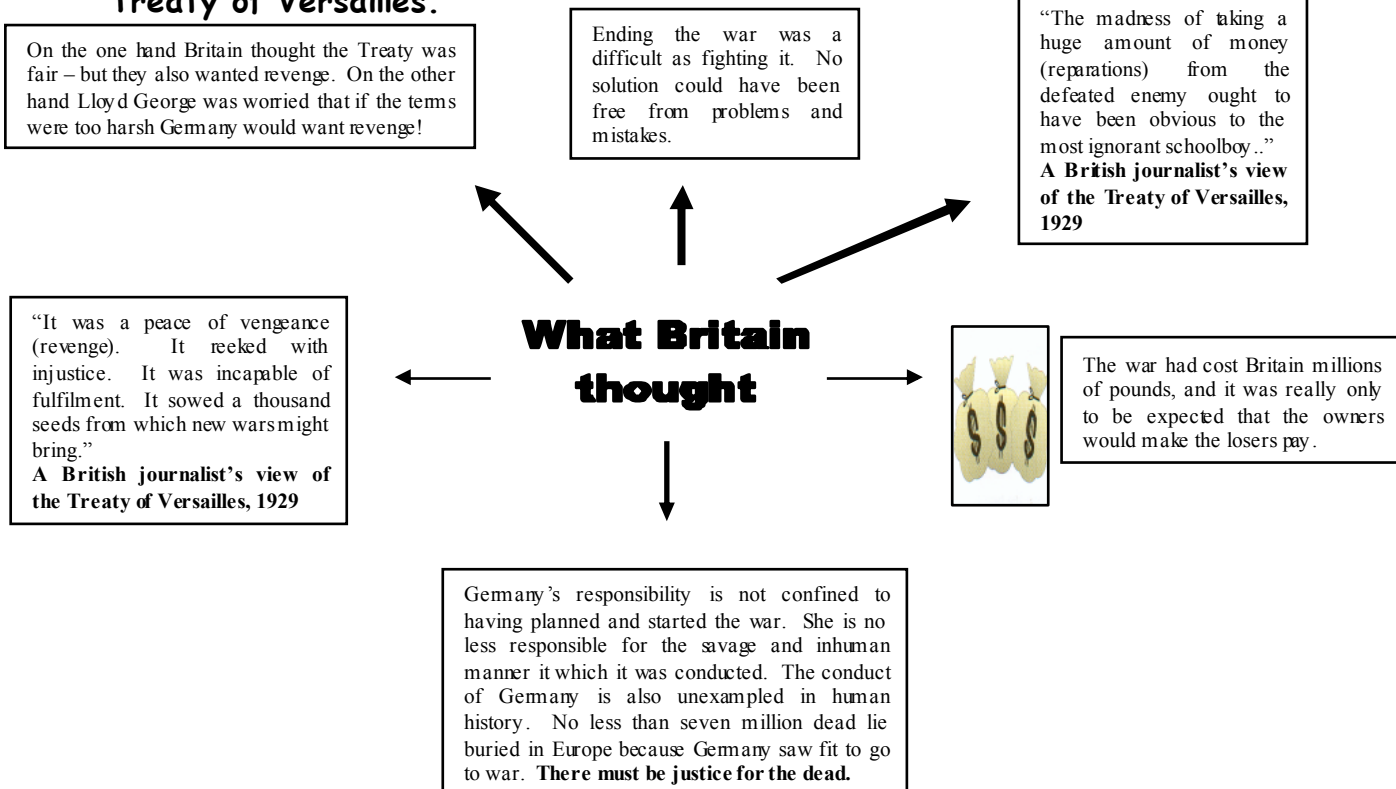 Treaty of Versailles.
On the one hand Britain thought the Treaty was
fair – but they also wanted revenge. On the other
hand Lloyd George was worried that if the terms
were too harsh Germany would want revenge!
Ending the war was a
difficult as fighting it. No
solution could have been
free from problems and
mistakes.
“The madness of taking a
huge amount of money
(reparations) from the
defeated enemy ought to
have been obvious to the
most ignorant schoolboy..”
A British journalist’s view
of the Treaty of Versailles,
1929
“It was a peace of vengeance
(revenge). It reeked with
injustice. It was incapable of
fulfilment. It sowed a thousand
seeds from which new wars might
bring.”
A British journalist’s view of
the Treaty of Versailles, 1929
What Britain
thought
$ $ $
The war had cost Britain millions
of pounds, and it was really only
to be expected that the owners
would make the losers pay.
Germany’s responsibility is not confined to
having planned and started the war. She is no
less responsible for the savage and inhuman
manner it which it was conducted. The conduct
of Germany is also unexampled in human
history. No less than seven million dead lie
buried in Europe because Germany saw fit to go
to war. There must be justice for the dead.